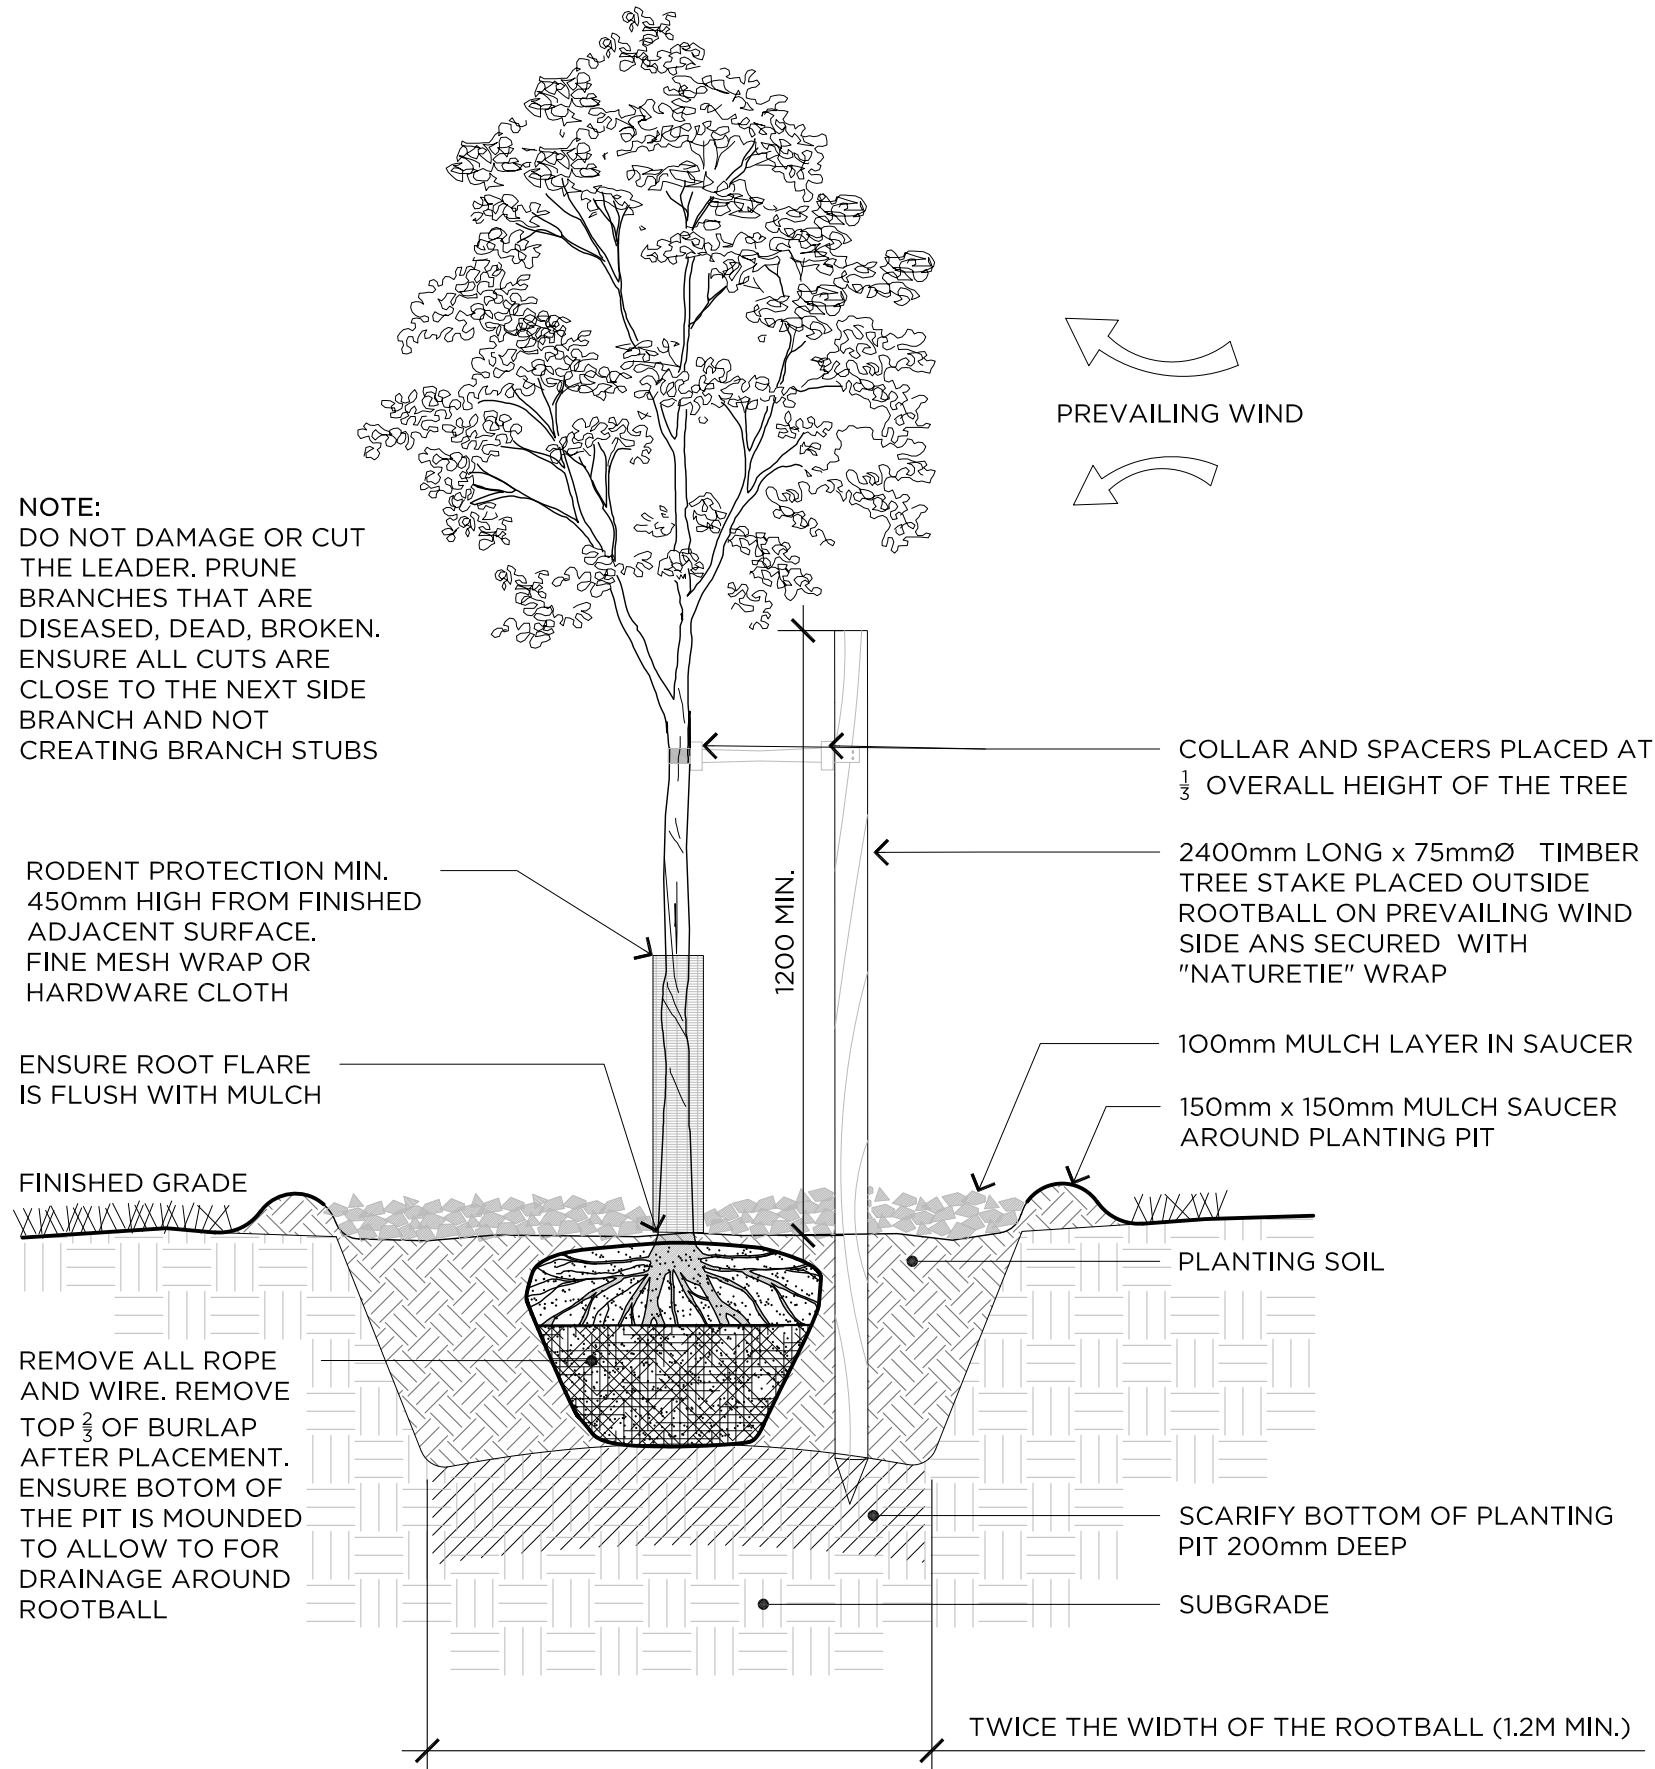 PREVAILING WIND
NOTE:
DO NOT DAMAGE OR CUT
THE LEADER. PRUNE
BRANCHES THAT ARE
DISEASED, DEAD, BROKEN.
ENSURE ALL CUTS ARE
CLOSE TO THE NEXT SIDE
BRANCH AND NOT
CREATING BRANCH STUBS
COLLAR AND SPACERS PLACED AT
1/3 OVERALL HEIGHT OF THE TREE
2400mm LONG x 75mmØ TIMBER
TREE STAKE PLACED OUTSIDE
ROOTBALL ON PREVAILING WIND
SIDE ANS SECURED WITH
"NATURETIE" WRAP
1200 MIN.
RODENT PROTECTION MIN.
450mm HIGH FROM FINISHED
ADJACENT SURFACE.
FINE MESH WRAP OR
HARDWARE CLOTH
100mm MULCH LAYER IN SAUCER
ENSURE ROOT FLARE
IS FLUSH WITH MULCH
150mm x 150mm MULCH SAUCER
AROUND PLANTING PIT
FINISHED GRADE
PLANTING SOIL
REMOVE ALL ROPE
AND WIRE. REMOVE
TOP 2/3 OF BURLAP
AFTER PLACEMENT.
ENSURE BOTOM OF
THE PIT IS MOUNDED
TO ALLOW TO FOR
DRAINAGE AROUND
ROOTBALL
SCARIFY BOTTOM OF PLANTING
PIT 200mm DEEP
SUBGRADE
TWICE THE WIDTH OF THE ROOTBALL (1.2M MIN.)